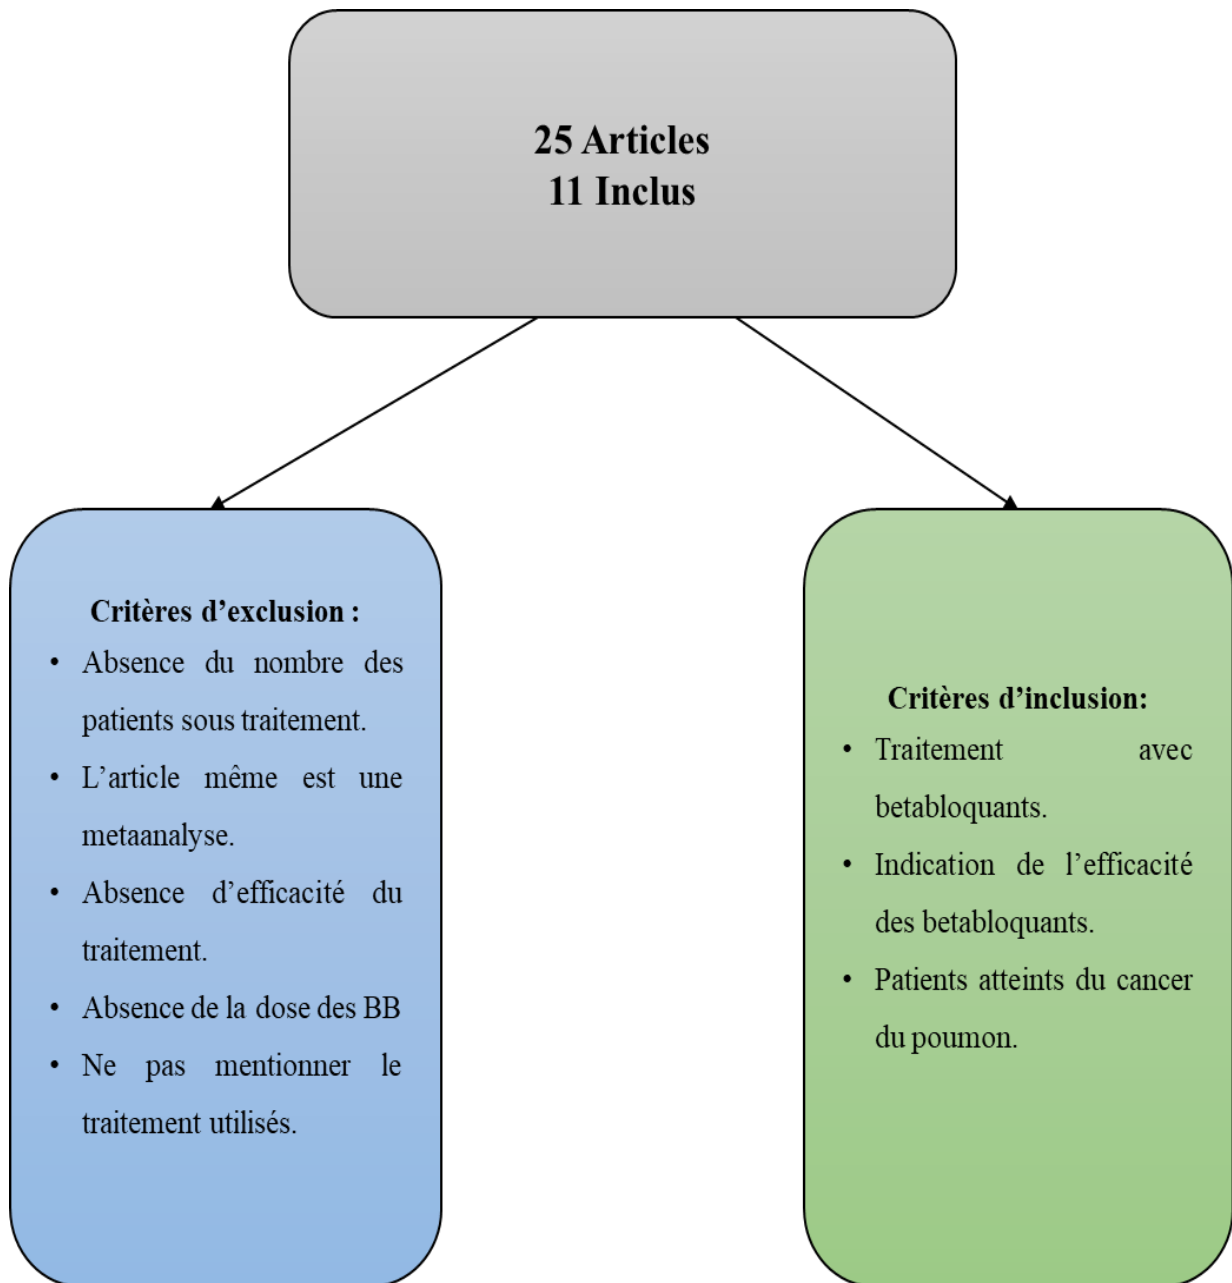 25 Articles
11 Inclus
Critères d’exclusion :
• Absence du nombre des
patients sous traitement.
• L’article même est une
metaanalyse.
• Absence d’efficacité du
traitement.
• Absence de la dose des BB
• Ne pas mentionner le
traitement utilisés.
Critères d’inclusion:
• Traitement avec
betabloquants.
• Indication de l’efficacité
des betabloquants.
• Patients atteints du cancer
du poumon.